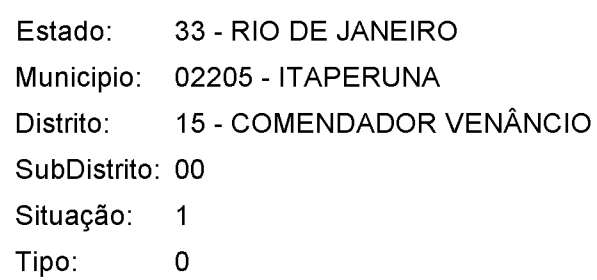 Estado: 33 - RIO DE JANEIRO
Municipio: 02205 - ITAPERUNA
Distrito: 15 - COMENDADOR VENÂNCIO
SubDistrito: 00
Situação: 1
Tipo: 0